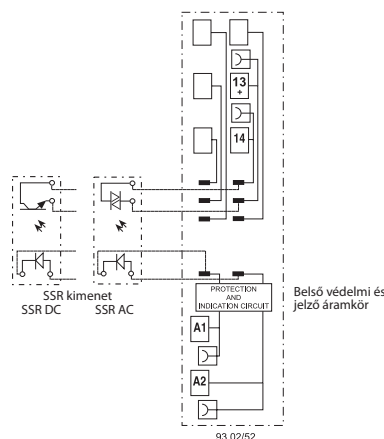 13
+
14
PROTECTION
AND
INDICATION CIRCUIT
Belső védelmi és
jelző áramkör
SSR kimenet
SSR DC
SSR AC
A1
A2
93.02/52